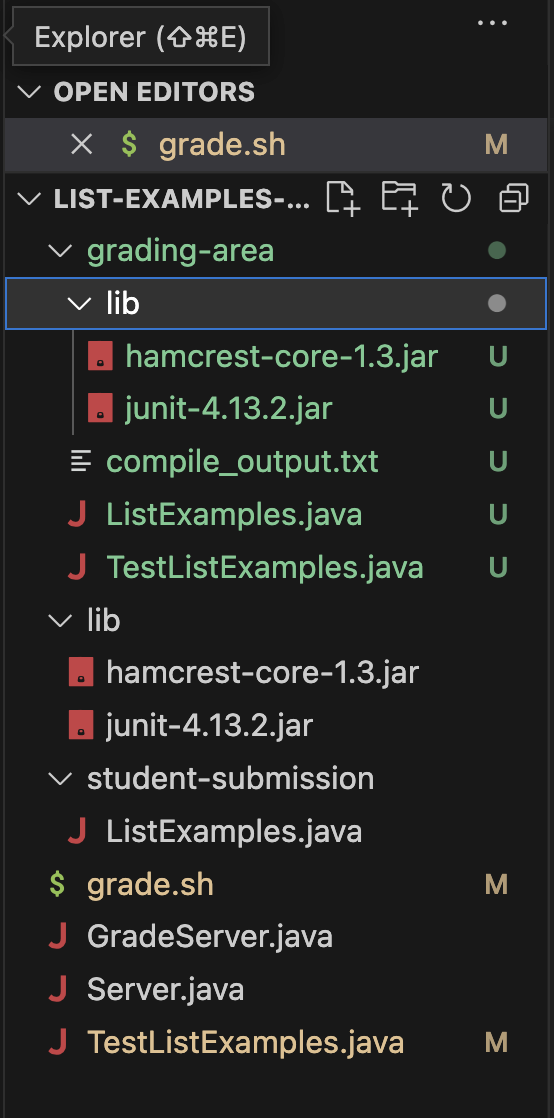 Explorer (⇧⌘E)
...
OPEN EDITORS
$ grade.sh M
LIST-EXAMPLES-...
grading-area
lib
hamcrest-core-1.3.jar U
junit-4.13.2.jar U
compile_output.txt U
J ListExamples.java U
J TestListExamples.java U
lib
hamcrest-core-1.3.jar
junit-4.13.2.jar
student-submission
J ListExamples.java
$ grade.sh M
J GradeServer.java
J Server.java
J TestListExamples.java M